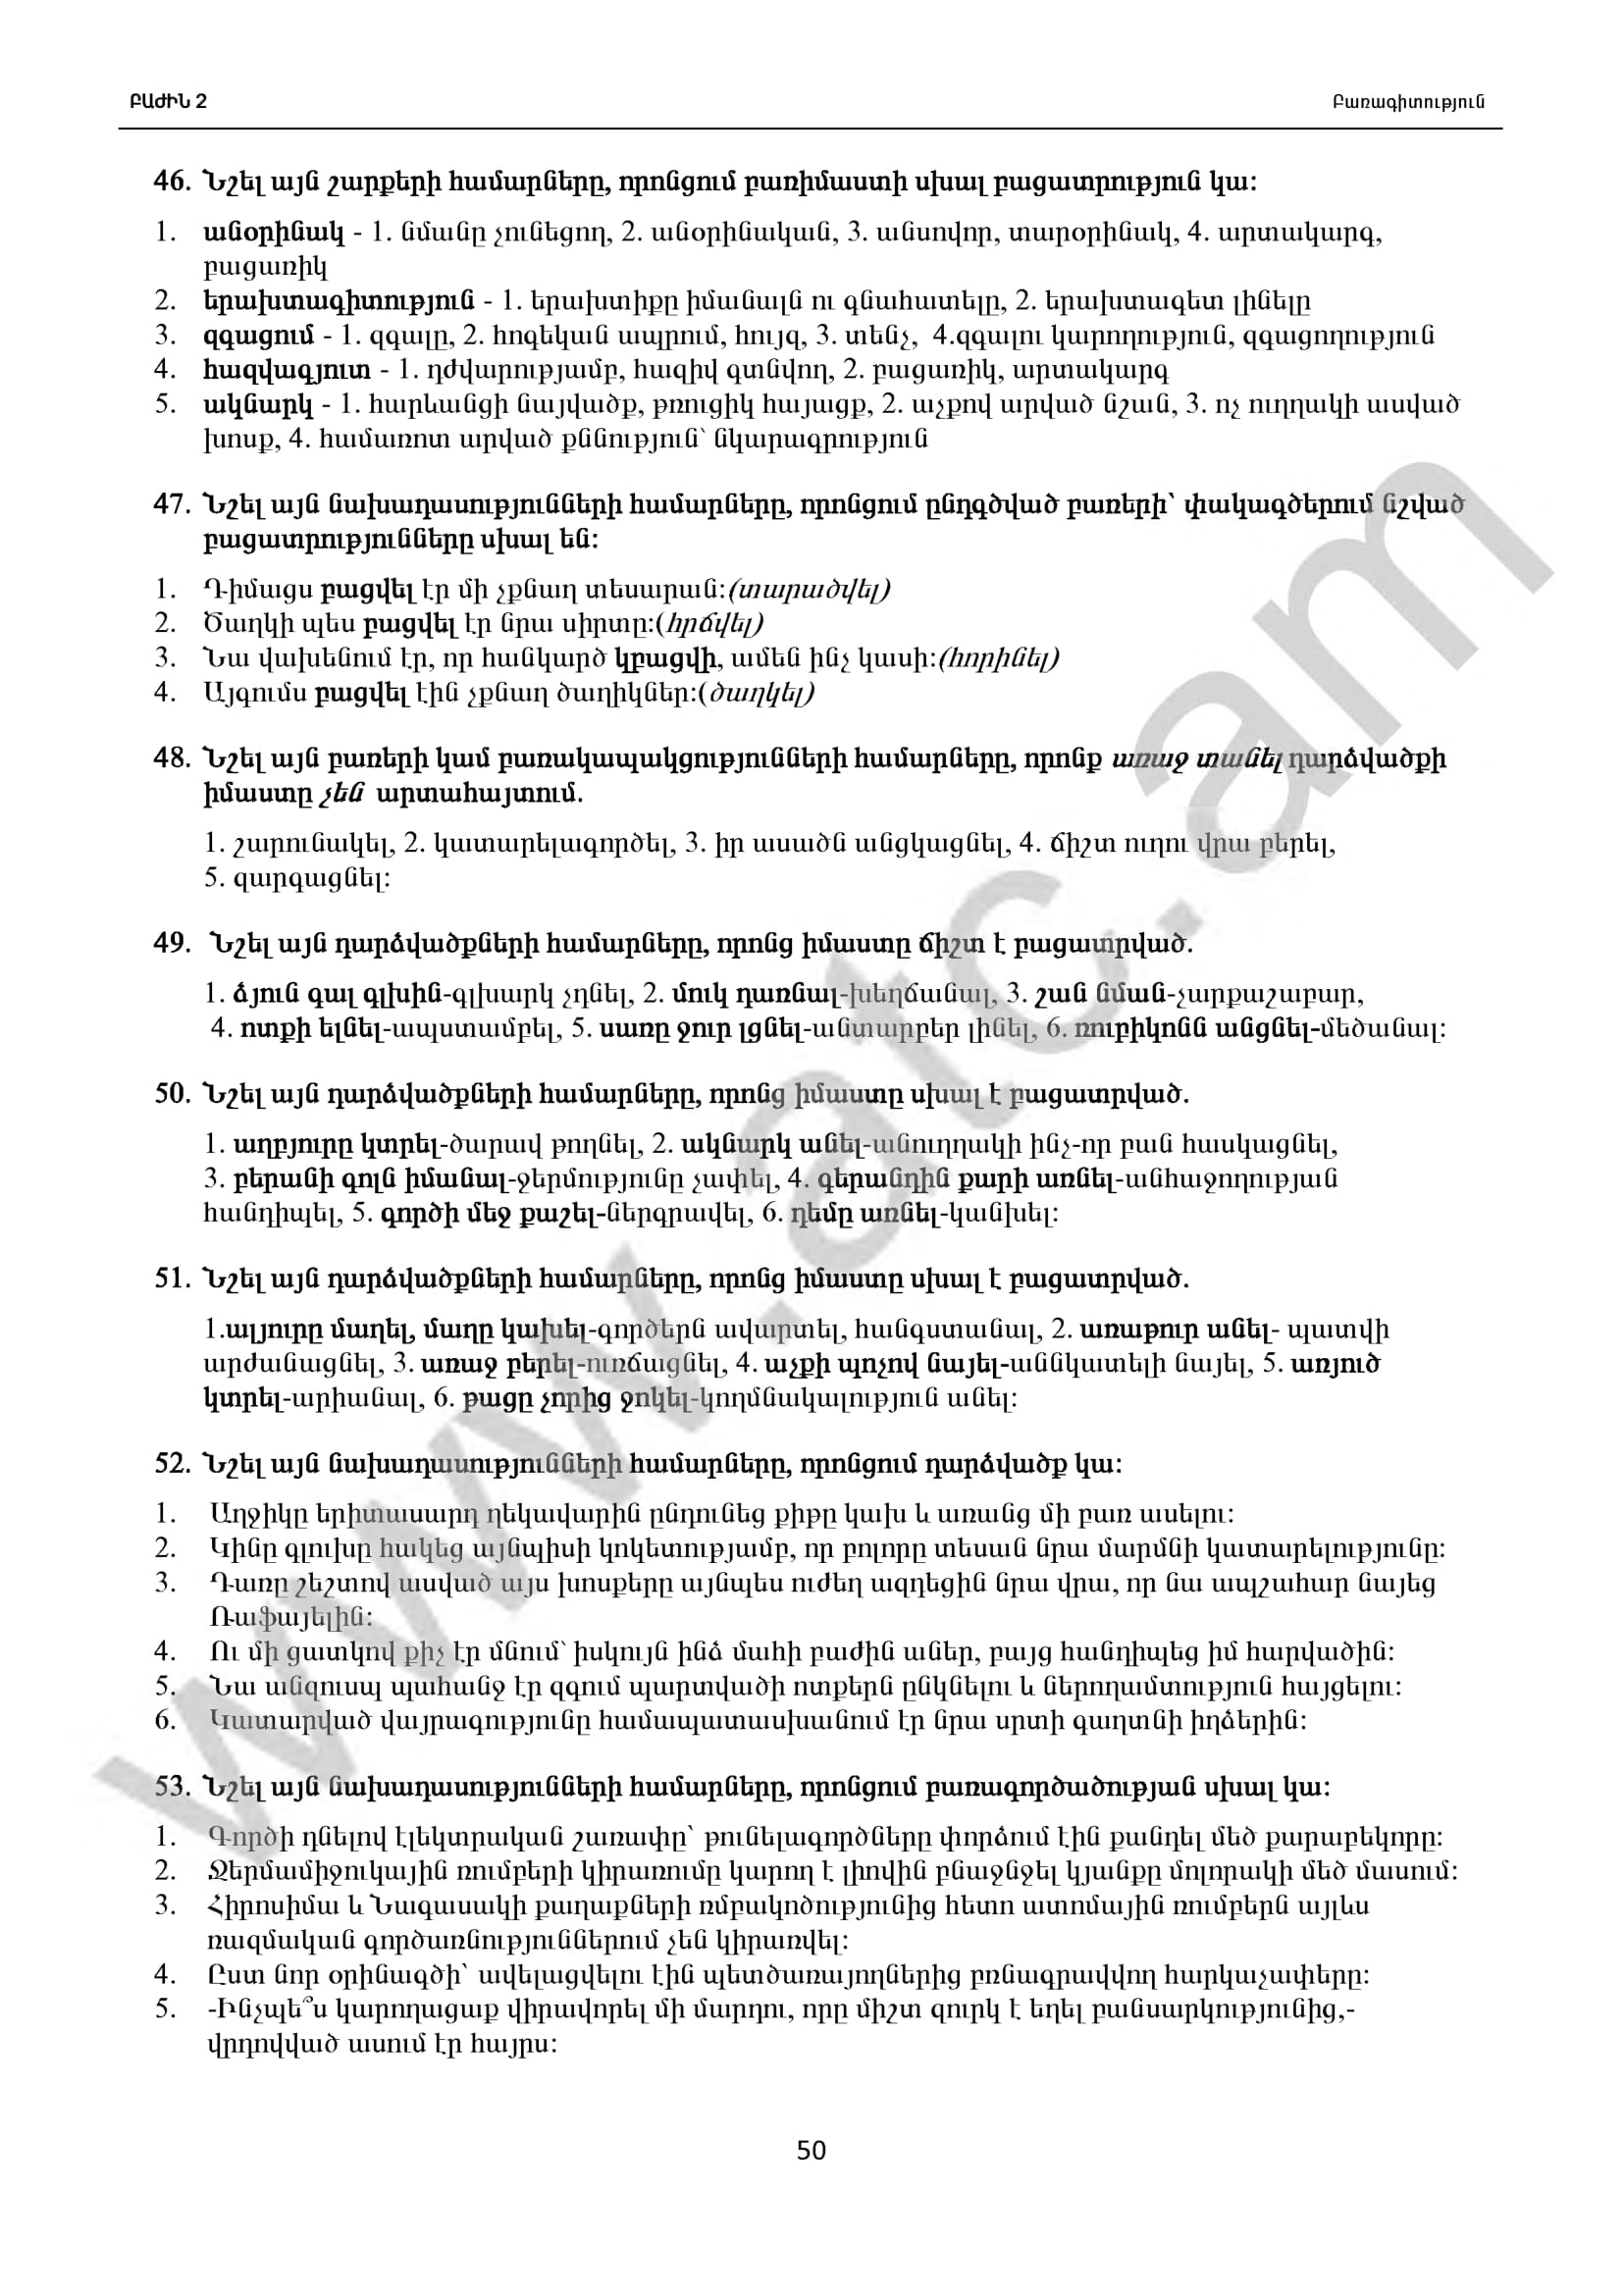 ԲԱԺԻՆ 2
Բառագիտություն
46. Նշել այն շարքերի համարները, որոնցում բառիմաստի սխալ բացատրություն կա:
1. անօրինակ - 1. նմանը չունեցող, 2. անօրինական, 3. անսովոր, տարօրինակ, 4. արտակարգ,
բացառիկ
2. երախտագիտություն - 1. երախտիքը իմանալն ու գնահատելը, 2. երախտագետ լինելը
3. զգացում - 1. զգալը, 2. հոգեկան ապրում, հույզ, 3. տենչ, 4.զգալու կարողություն, զգացողություն
4. հազվագյուտ - 1. դժվարությամբ, հազիվ գտնվող, 2. բացառիկ, արտակարգ
5. ակնարկ - 1. հարևանցի նայվածք, թռուցիկ հայացք, 2. աչքով արված նշան, 3. ոչ ուղղակի ասված
խոսք, 4. համառոտ արված քննություն՝ նկարագրություն
47. Նշել այն նախադասությունների համարները, որոնցում ընդգծված բառերի՝ փակագծերում նշված
բացատրությունները սխալ են:
1. Դիմացս բացվել էր մի չքնաղ տեսարան:(տարածվել)
2. Ծաղկի պես բացվել էր նրա սիրտը:(հրճվել)
3. Նա վախենում էր, որ հանկարծ կբացվի, ամեն ինչ կասի:(հորինել)
4. Այգումս բացվել էին չքնաղ ծաղիկներ:(ծաղկել)
48. Նշել այն բառերի կամ բառակապակցությունների համարները, որոնք առաջ տանել դարձվածքի
իմաստը չեն արտահայտում.
1. շարունակել, 2. կատարելագործել, 3. իր ասածն անցկացնել, 4. ճիշտ ուղու վրա բերել,
5. զարգացնել:
49. Նշել այն դարձվածքների համարները, որոնց իմաստը ճիշտ է բացատրված.
1. ձյուն գալ գլխին-գլխարկ չդնել, 2. մուկ դառնալ-խեղճանալ, 3. շան նման-չարքաշաբար,
4. ոտքի ելնել-ապստամբել, 5. սառը ջուր լցնել-անտարբեր լինել, 6. ռուբիկոնն անցնել-մեծանալ:
50. Նշել այն դարձվածքների համարները, որոնց իմաստը սխալ է բացատրված.
1. աղբյուրը կտրել-ծարավ թողնել, 2. ակնարկ անել-անուղղակի ինչ-որ բան հասկացնել,
3. բերանի գոլն իմանալ-ջերմությունը չափել, 4. գերանդին քարի առնել-անհաջողության
հանդիպել, 5. գործի մեջ քաշել-ներգրավել, 6. դեմը առնել-կանխել:
51. Նշել այն դարձվածքների համարները, որոնց իմաստը սխալ է բացատրված.
1.ալյուրը մաղել, մաղը կախել-գործերն ավարտել, հանգստանալ, 2. առաթուր անել- պատվի
արժանացնել, 3. առաջ բերել-ուռճացնել, 4. աչքի պոչով նայել-աննկատելի նայել, 5. առյուծ
կտրել-արիանալ, 6. թացը չորից ջոկել-կողմնակալություն անել:
52. Նշել այն նախադասությունների համարները, որոնցում դարձվածք կա:
1. Աղջիկը երիտասարդ ղեկավարին ընդունեց քիթը կախ և առանց մի բառ ասելու:
2. Կինը գլուխը հակեց այնպիսի կոկետությամբ, որ բոլորը տեսան նրա մարմնի կատարելությունը:
3. Դառը շեշտով ասված այս խոսքերը այնպես ուժեղ ազդեցին նրա վրա, որ նա ապշահար նայեց
Ռաֆայելին:
4. Ու մի ցատկով քիչ էր մնում՝ իսկույն ինձ մահի բաժին աներ, բայց հանդիպեց իմ հարվածին:
5. Նա անզուսպ պահանջ էր զգում պարտվածի ոտքերն ընկնելու և ներողամտություն հայցելու:
6. Կատարված վայրագությունը համապատասխանում էր նրա սրտի գաղտնի իղձերին:
53. Նշել այն նախադասությունների համարները, որոնցում բառագործածության սխալ կա:
1. Գործի դնելով էլեկտրական շառափը՝ թունելագործները փորձում էին քանդել մեծ քարաբեկորը:
2. Ջերմամիջուկային ռումբերի կիրառումը կարող է լիովին բնաջնջել կյանքը մոլորակի մեծ մասում:
3. Հիրոսիմա և Նագասակի քաղաքների ռմբակոծությունից հետո ատոմային ռումբերն այլևս
ռազմական գործառնություններում չեն կիրառվել:
4. Ըստ նոր օրինագծի՝ ավելացվելու էին պետծառայողներից բռնագրավվող հարկաչափերը:
5. -Ինչպե՞ս կարողացաք վիրավորել մի մարդու, որը միշտ զուրկ է եղել բանսարկությունից,-
վրդովված ասում էր հայրս:
50
www.atc.am